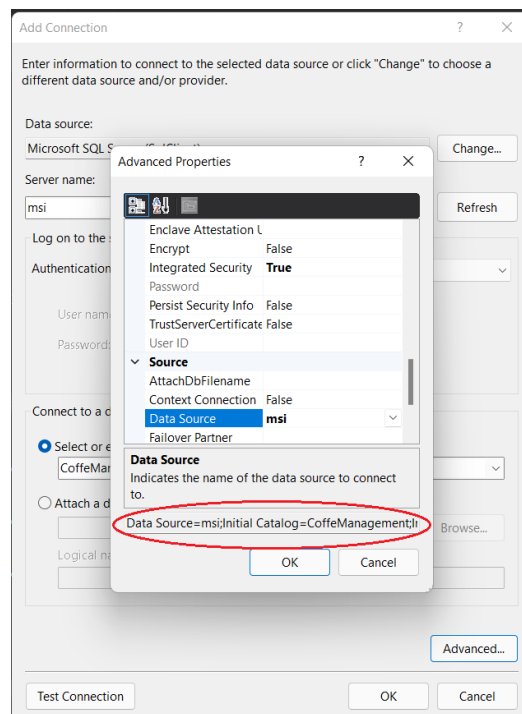 Add Connection ? ×
Enter information to connect to the selected data source or click "Change" to choose a
different data source and/or provider.
Data source:
Microsoft SQL Change...
Server name:
msi Refresh
Log on to the
Authentication
User
Password:
Connect to a
Select or
Attach a
Browse...
Logical
Advanced...
Test Connection OK Cancel
Advanced Properties ? ×
Enclave Attestation
Encrypt False
Integrated Security True
Password
Persist Security Info False
TrustServerCertificate False
User ID
Source
AttachDbFilename
Context Connection False
Data Source msi
Failover Partner
Data Source
Indicates the name of the data source to connect
to.
Data Source=msi;Initial Catalog=CoffeManagement;
OK Cancel